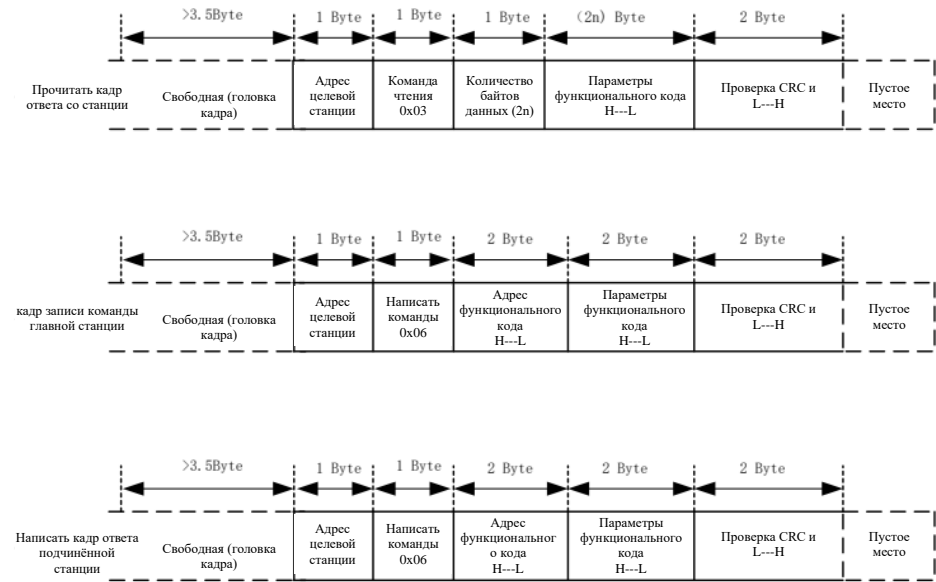 >3.5Byte 1 Byte 1 Byte 1 Byte (2n) Byte 2 Byte
Прочитать кадр
ответа со станции
Свободная (головка
кадра)
Адрес
целевой
станции
Команда
чтения
0x03
Количество
байтов
данных (2n)
Параметры
функционального кода
H---L
Проверка CRC и
L---H
Пустое
место
>3.5Byte 1 Byte 1 Byte 2 Byte 2 Byte 2 Byte
кадр записи команды
главной станции
Свободная (головка
кадра)
Адрес
целевой
станции
Написать
команды
0x06
Адрес
функционального
кода
H---L
Параметры
функционального
кода
H---L
Проверка CRC и
L---H
Пустое
место
>3.5Byte 1 Byte 1 Byte 2 Byte 2 Byte 2 Byte
Написать кадр ответа
подчинённой
станции
Свободная (головка
кадра)
Адрес
целевой
станции
Написать
команды
0x06
Адрес
функциональног
о кода
H---L
Параметры
функционального
кода
H---L
Проверка CRC и
L---H
Пустое
место